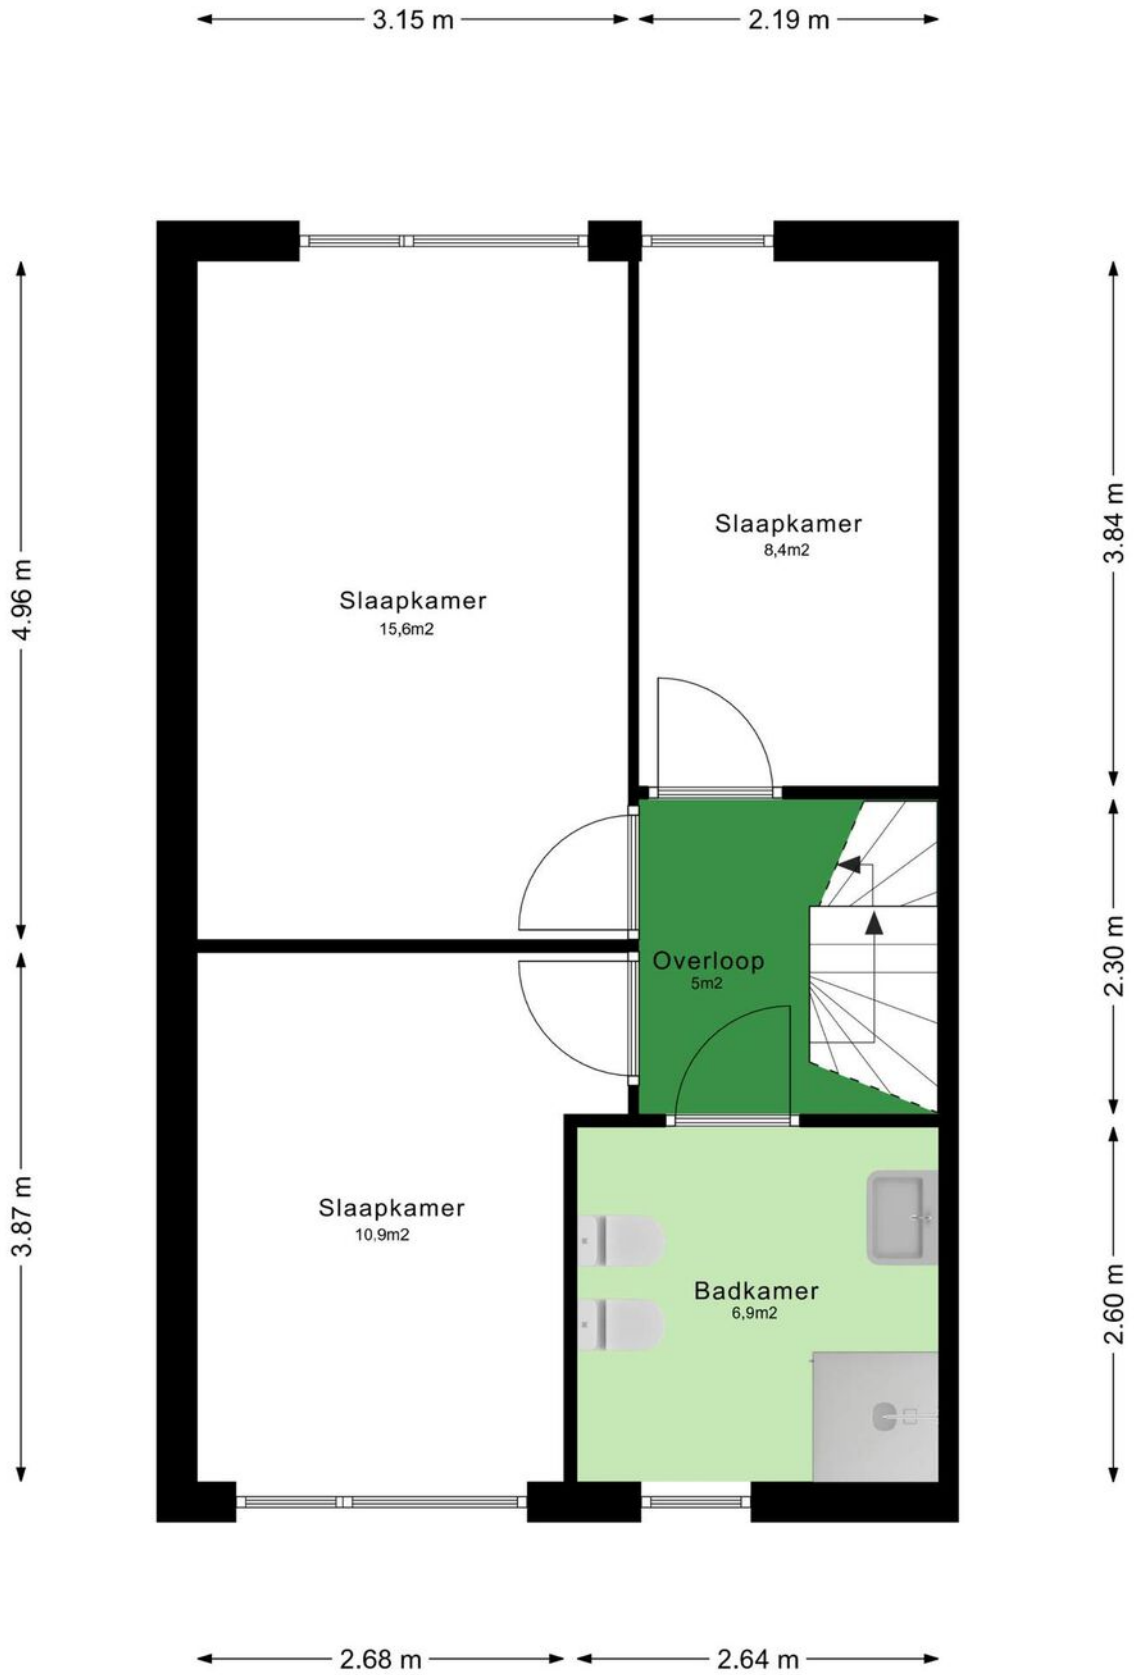 3.15 m
2.19 m
Slaapkamer
8,4m2
3.84 m
4.96 m
Slaapkamer
15,6m2
Overloop
5m2
2.30 m
Slaapkamer
10,9m2
3.87 m
Badkamer
6,9m2
2.60 m
2.68 m
2.64 m